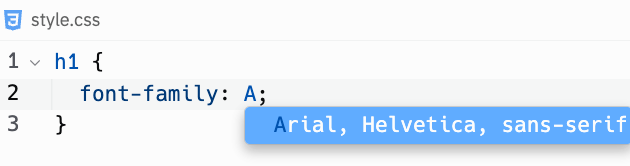 style.css
1 h1 {
2 font-family: A;
Arial, Helvetica, sans-serif
3 }